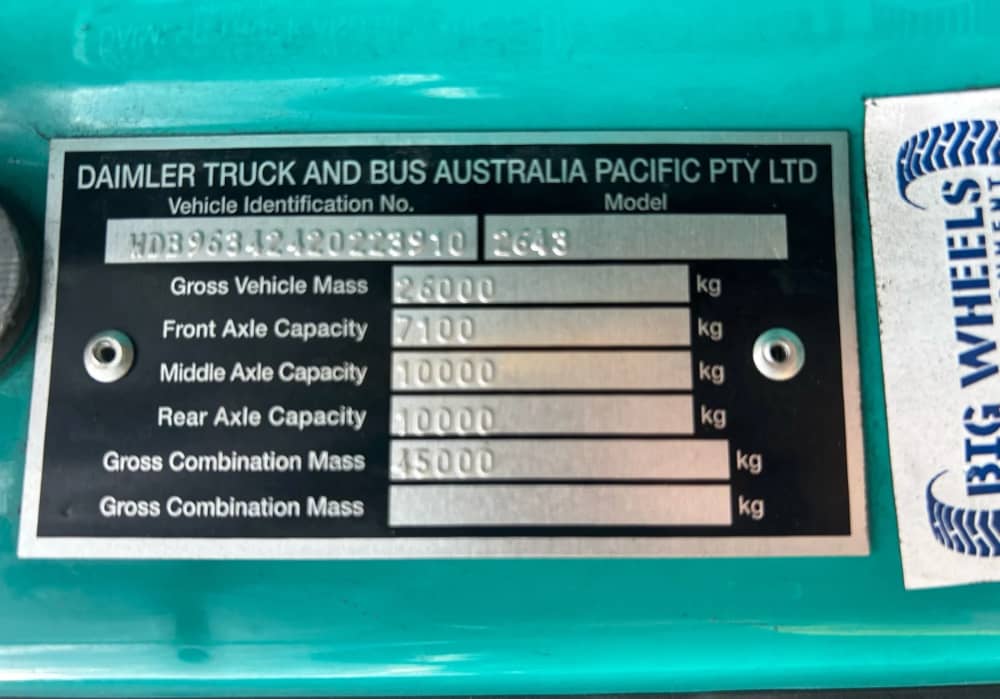 DAIMLER TRUCK AND BUS AUSTRALIA PACIFIC PTY LTD
Vehicle Identification No. Model
WDB96342420223910 2643
Gross Vehicle Mass 26000 kg
Front Axle Capacity 7100 kg
Middle Axle Capacity 10000 kg
Rear Axle Capacity 10000 kg
Gross Combination Mass 45000 kg
Gross Combination Mass kg
BIG WHEELS